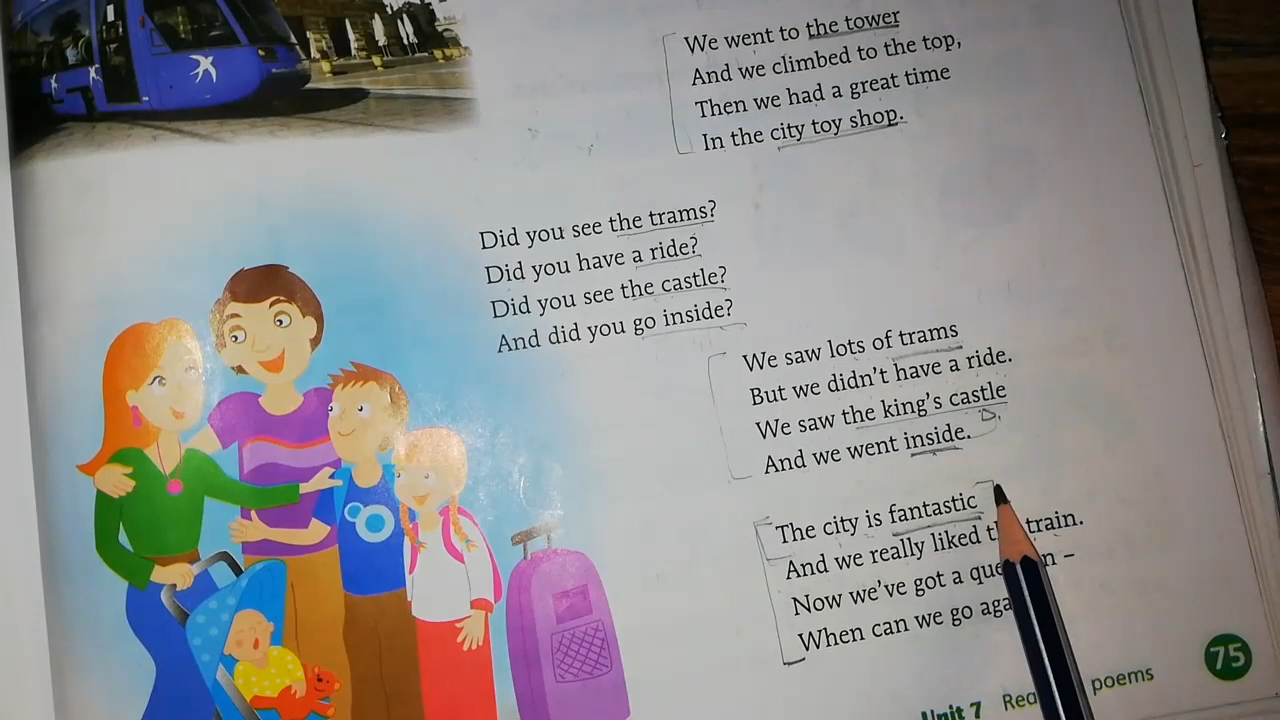 We went to the tower
And we climbed to the top,
Then we had a great time
In the city toy shop.
Did you see the trams?
Did you have a ride?
Did you see the castle?
And did you go inside?
We saw lots of trams
But we didn't have a ride.
We saw the king's castle
And we went inside.
The city is fantastic
And we really liked train.
Now we've got a –
When can we go
75
Unit 7 poems